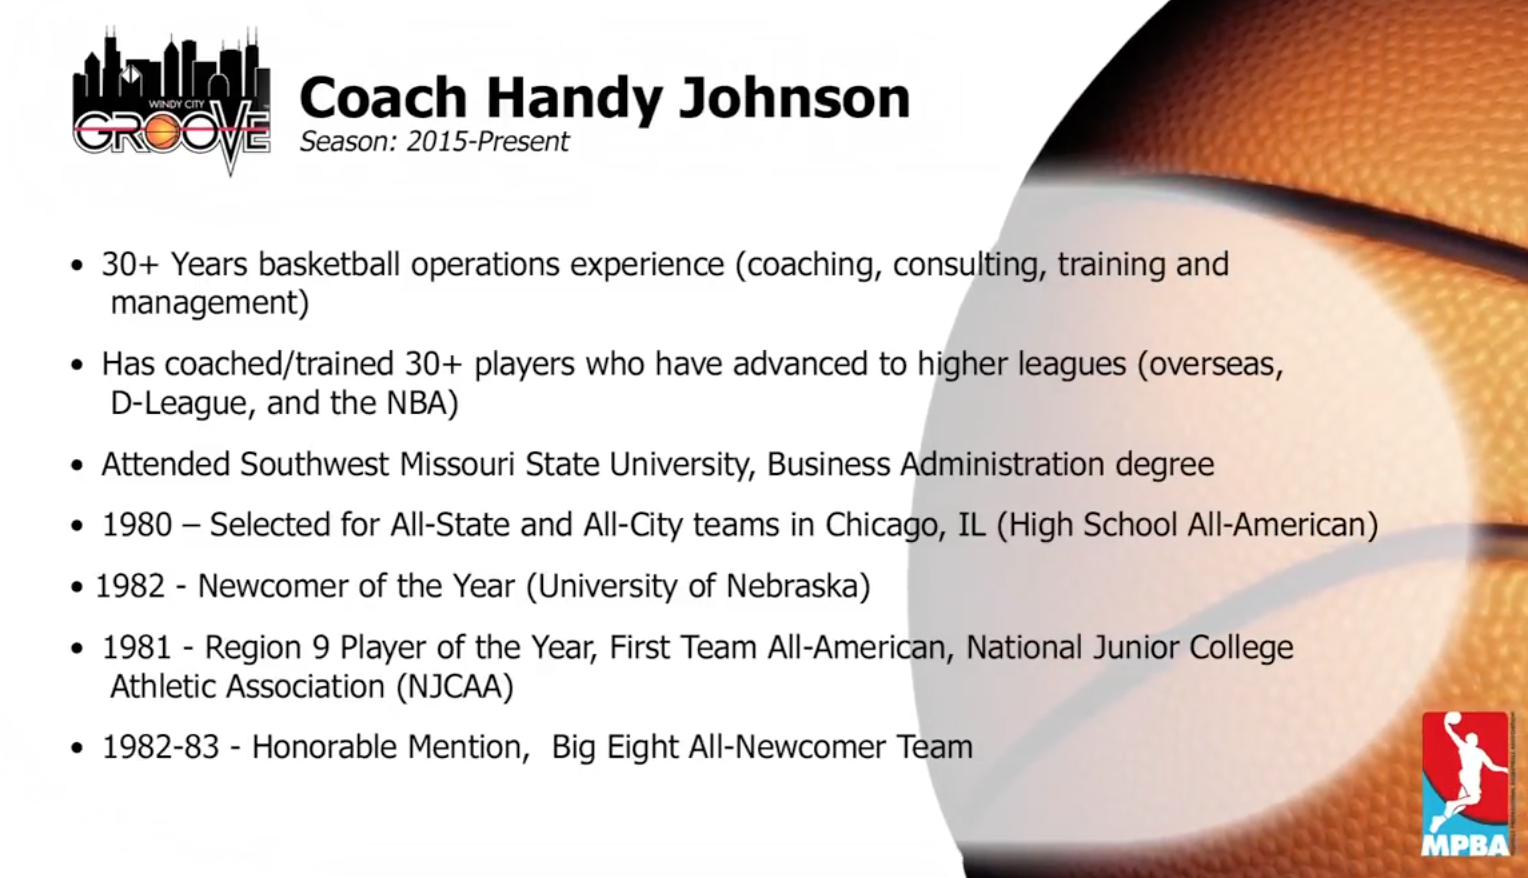 WINDY CITY
GROOVE
Coach Handy Johnson
Season: 2015-Present
• 30+ Years basketball operations experience (coaching, consulting, training and
management)
• Has coached/trained 30+ players who have advanced to higher leagues (overseas,
D-League, and the NBA)
• Attended Southwest Missouri State University, Business Administration degree
• 1980 – Selected for All-State and All-City teams in Chicago, IL (High School All-American)
• 1982 - Newcomer of the Year (University of Nebraska)
• 1981 - Region 9 Player of the Year, First Team All-American, National Junior College
Athletic Association (NJCAA)
• 1982-83 - Honorable Mention,  Big Eight All-Newcomer Team
MPBA